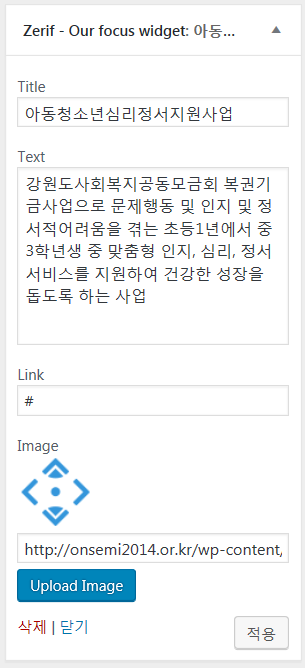 Zerif - Our focus widget: 아동...
Title
아동청소년심리정서지원사업
Text
강원도사회복지공동모금회 복권기
금사업으로 문제행동 및 인지 및 정
서적어려움을 겪는 초등1년에서 중
3학년생 중 맞춤형 인지, 심리, 정서
서비스를 지원하여 건강한 성장을
돕도록 하는 사업
Link
#
Image
http://onsemi2014.or.kr/wp-content,
Upload Image
삭제 | 닫기
적용